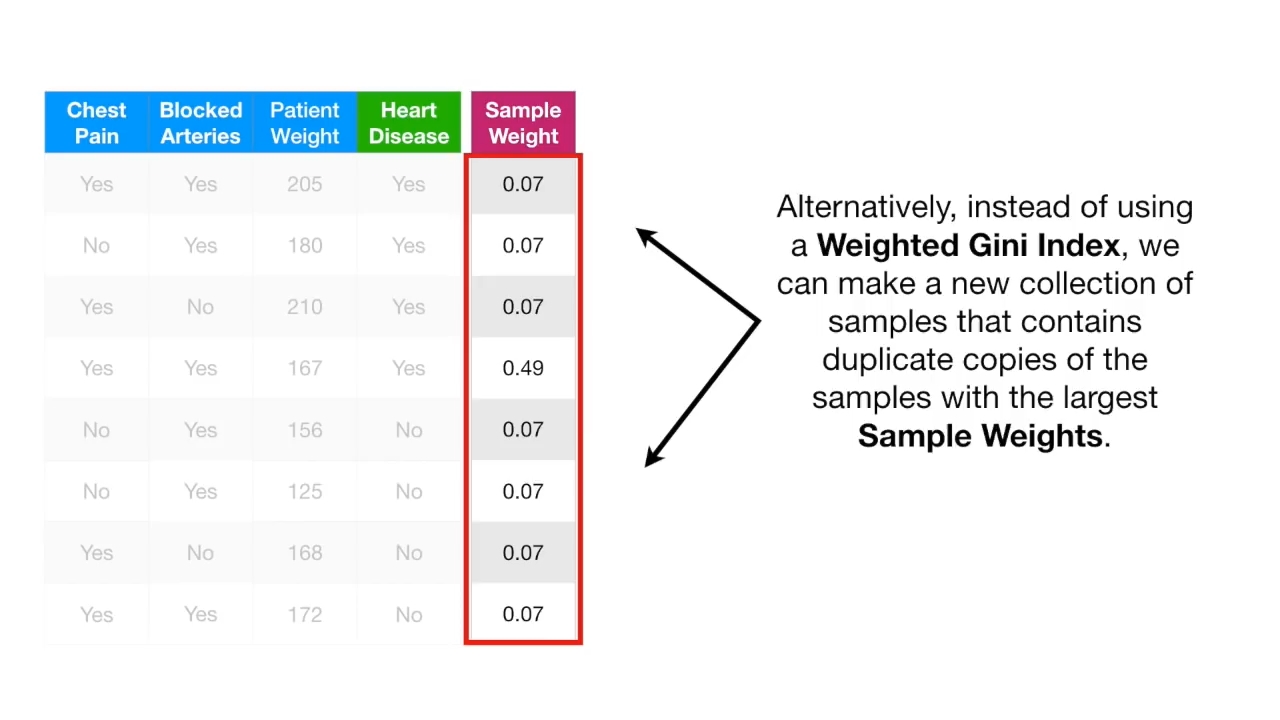 Chest Pain Blocked Arteries Patient Weight Heart Disease Sample Weight
Yes Yes 205 Yes 0.07
No Yes 180 Yes 0.07
Yes No 210 Yes 0.07
Yes Yes 167 Yes 0.49
No Yes 156 No 0.07
No Yes 125 No 0.07
Yes No 168 No 0.07
Yes Yes 172 No 0.07
Alternatively, instead of using
a Weighted Gini Index, we
can make a new collection of
samples that contains
duplicate copies of the
samples with the largest
Sample Weights.